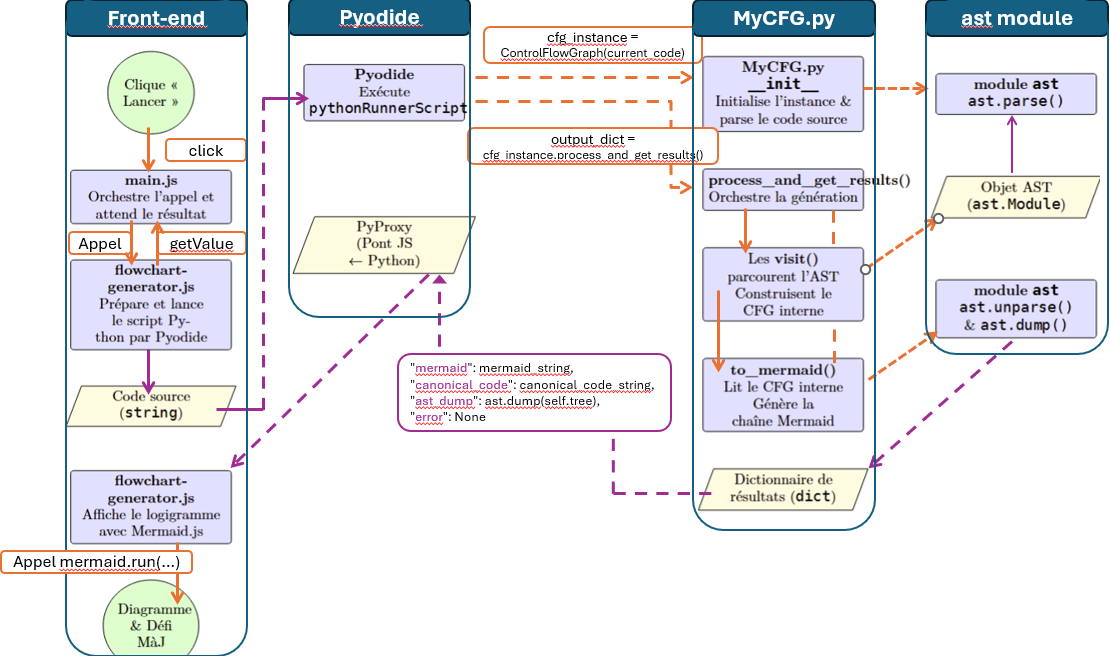 Front-end
Clique «
Lancer »
click
main.js
Orchestre l'appel et
attend le résultat
Appel
getValue
flowchart-
generator.js
Prépare et lance
le script Py-
thon par Pyodide
Code source
(string)
flowchart-
generator.js
Affiche le logigramme
avec Mermaid.js
Appel mermaid.run(...)
Diagramme
& Défi
MàJ
Pyodide
Pyodide
Exécute
pythonRunnerScript
PyProxy
(Pont JS
← Python)
cfg_instance =
ControlFlowGraph(current_code)
output_dict =
cfg_instance.process_and_get_results()
"mermaid": mermaid_string,
"canonical_code": canonical_code_string,
"ast_dump": ast.dump(self.tree),
"error": None
MyCFG.py
MyCFG.py
__init__
Initialise l'instance &
parse le code source
process_and_get_results()
Orchestre la génération
Les visit()
parcourent l'AST
Construisent le
CFG interne
to_mermaid()
Lit le CFG interne
Génère la
chaîne Mermaid
Dictionnaire de
résultats (dict)
ast module
module ast
ast.parse()
Objet AST
(ast.Module)
module ast
ast.unparse()
& ast.dump()